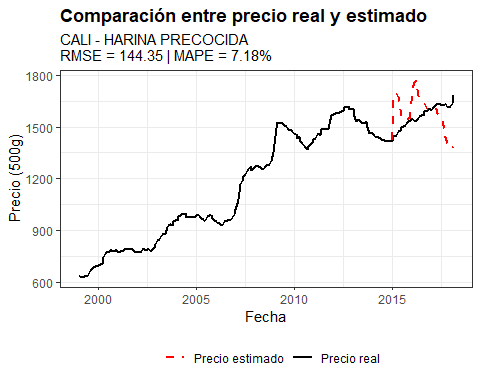 Comparación entre precio real y estimado
CALI - HARINA PRECOCIDA
RMSE = 144.35 | MAPE = 7.18%
Precio (500g)
1800
1500
1200
900
600
2000 2005 2010 2015
Fecha
Precio estimado Precio real